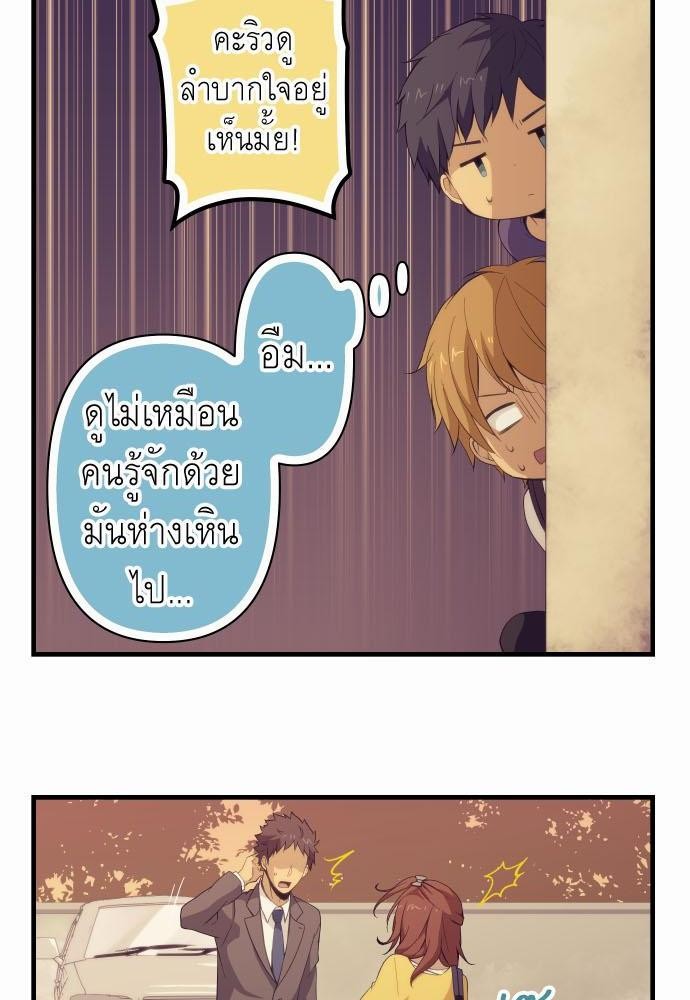 คะริวดู
ลำบากใจอยู่
เห็นมั้ย!
อืม...
ดูไม่เหมือน
คนรู้จักด้วย
มันห่างเหิน
ไป...